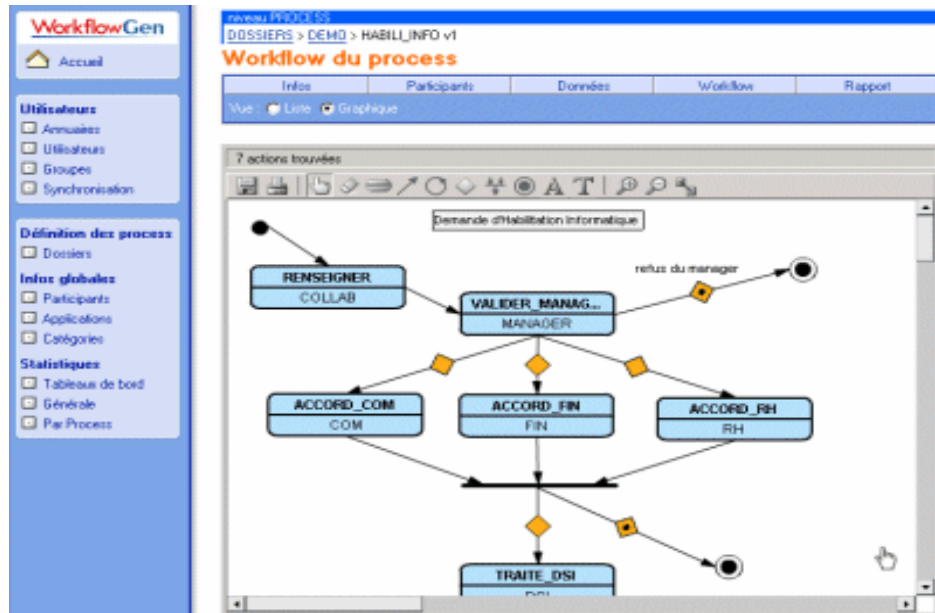 WorkflowGen
Accueil
Utilisateurs
Annuaires
Utilisateurs
Groupes
Synchronisation
Définition des process
Dossiers
Infos globales
Participants
Applications
Catégories
Statistiques
Tableaux de bord
Générale
Par Process
niveau PROCESS
DOSSIERS > DEMO > HABILI_INFO v1
Workflow du process
Infos Participants Données Workflow Rapport
Vue : Liste Graphique
7 actions trouvées
Demande d'Habilitation Informatique
refus du manager
RENSEIGNER
COLLAB
VALIDER_MANAG...
MANAGER
ACCORD_COM
COM
ACCORD_FIN
FIN
ACCORD_RH
RH
TRAITE_DSI
DSI